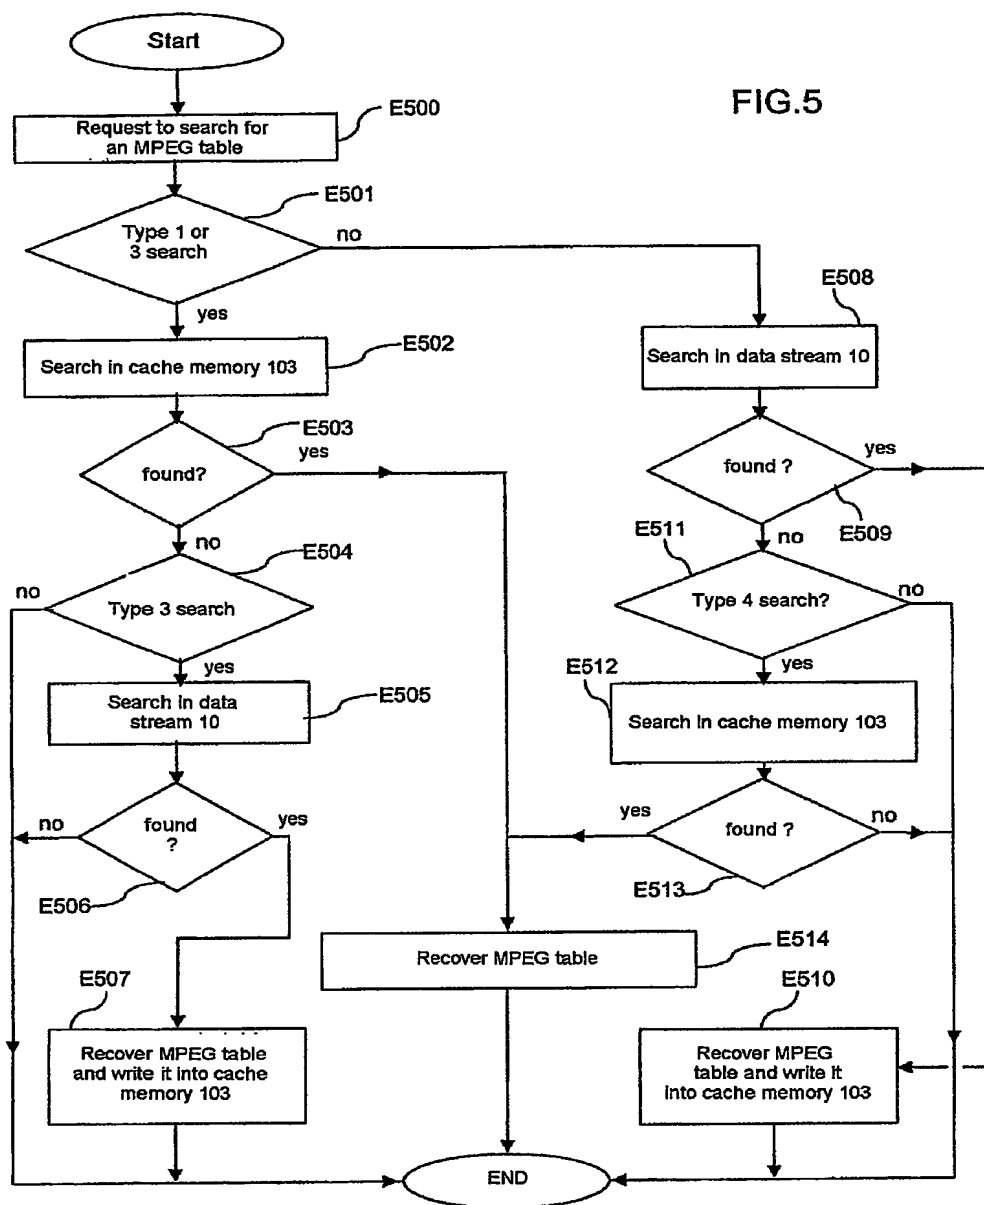 Start
FIG.5
E500
Request to search for
an MPEG table
E501
Type 1 or
3 search
no
yes
E508
E502
Search in cache memory 103
Search in data stream 10
E503
yes
found?
found ?
yes
E509
no
no
E504
E511
no
Type 3 search
Type 4 search?
no
yes
yes
E512
Search in data
stream 10
E505
Search in cache memory 103
no
found
?
yes
yes
found ?
no
E506
E513
E514
Recover MPEG table
E507
E510
Recover MPEG table
and write it into cache
memory 103
Recover MPEG
table and write it
into cache memory 103
END